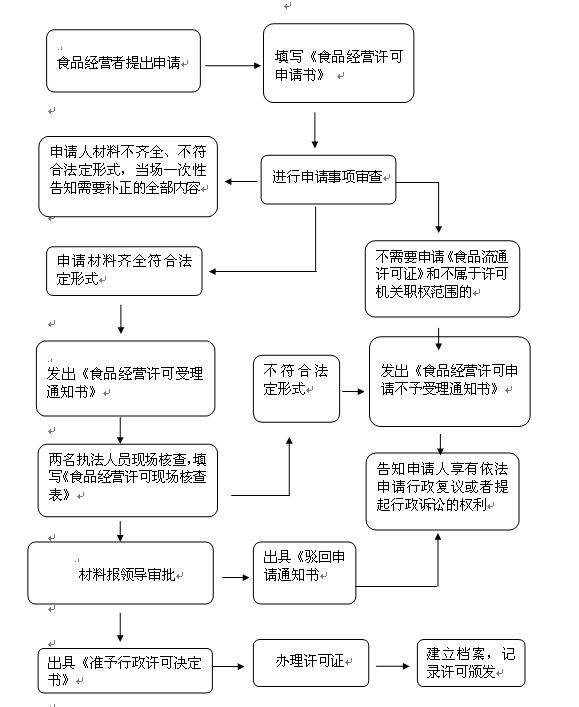 食品经营者提出申请
填写《食品经营许可
申请书》
申请人材料不齐全、不符
合法定形式，当场一次性
告知需要补正的全部内容
进行申请事项审查
申请材料齐全符合法
定形式
不需要申请《食品流通
许可证》和不属于许可
机关职权范围的
发出《食品经营许可受理
通知书》
不符合法
定形式
发出《食品经营许可申请
不予受理通知书》
两名执法人员现场核查,填
写《食品经营许可现场核查
表》
告知申请人享有依法
申请行政复议或者提
起行政诉讼的权利
材料报领导审批
出具《驳回申
请通知书
出具《准予行政许可决定
书》
办理许可证
建立档案，记
录许可颁发